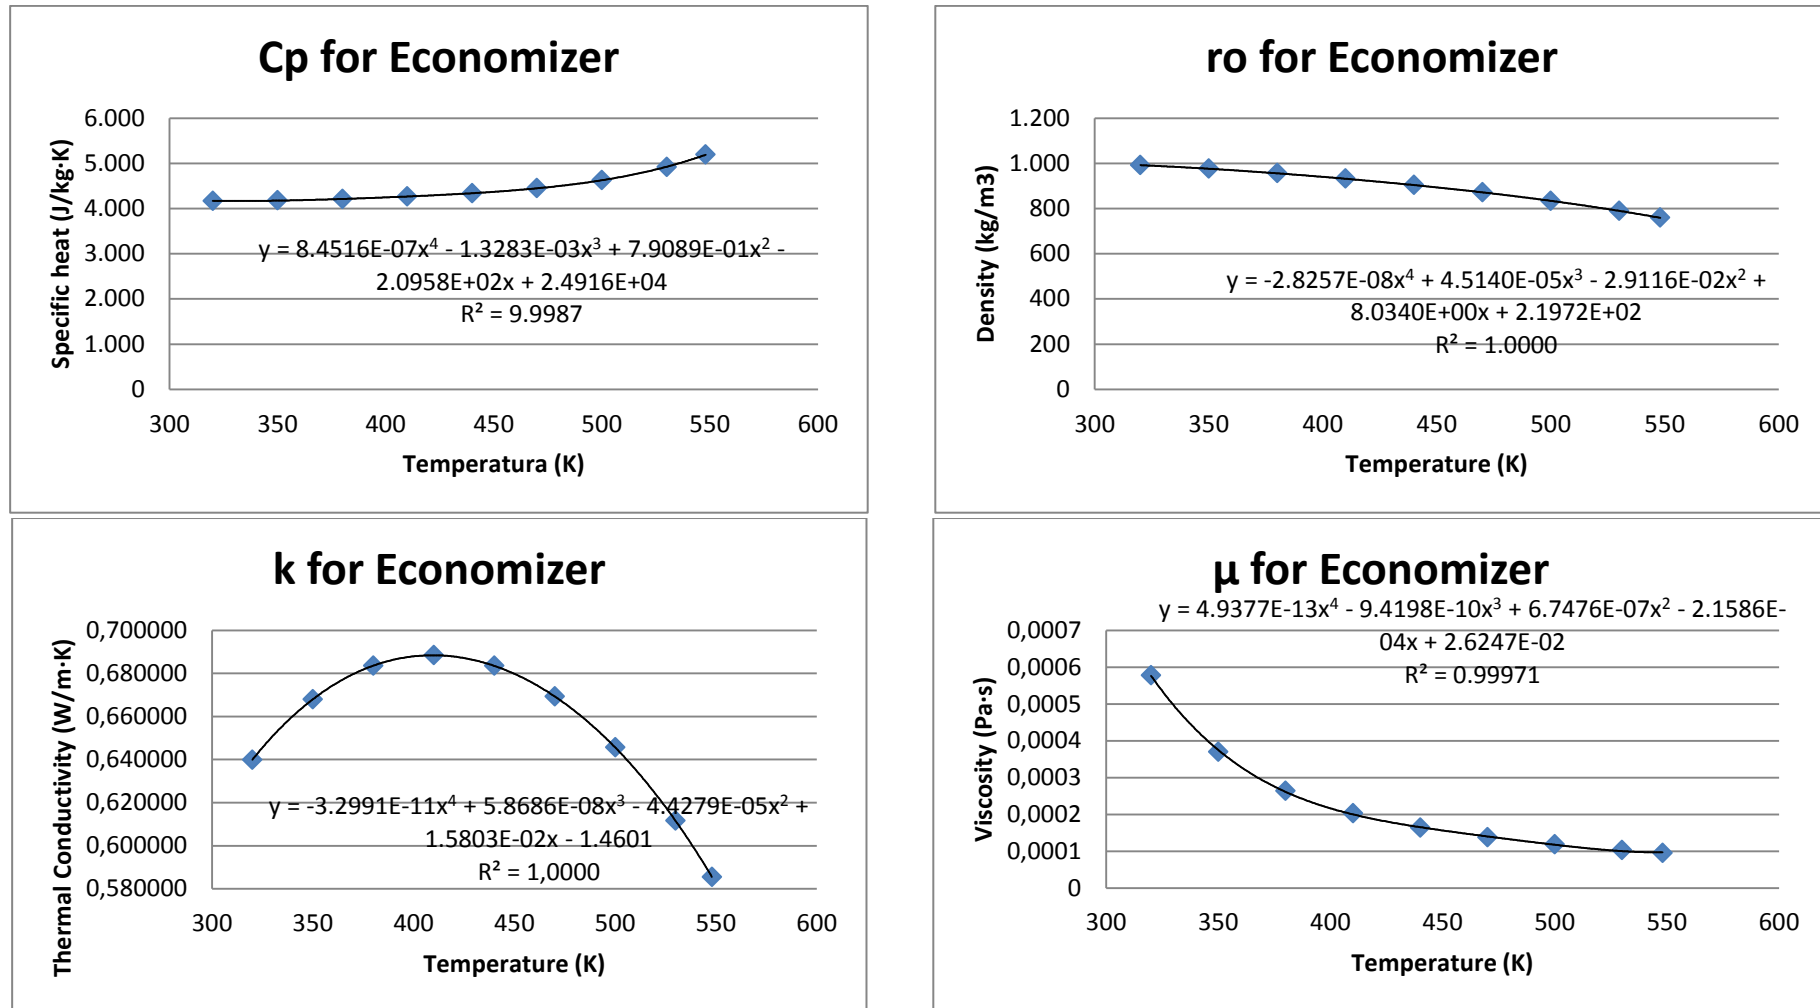 Cp for Economizer
Specific heat (J/kg·K)
6.000
5.000
4.000
3.000
2.000
1.000
0
y = 8.4516E-07x⁴ - 1.3283E-03x³ + 7.9089E-01x² -
2.0958E+02x + 2.4916E+04
R² = 9.9987
300 350 400 450 500 550 600
Temperatura (K)
ro for Economizer
Density (kg/m3)
1.200
1.000
800
600
400
200
0
y = -2.8257E-08x⁴ + 4.5140E-05x³ - 2.9116E-02x² +
8.0340E+00x + 2.1972E+02
R² = 1.0000
300 350 400 450 500 550 600
Temperature (K)
k for Economizer
Thermal Conductivity (W/m·K)
0,700000
0,680000
0,660000
0,640000
0,620000
0,600000
0,580000
y = -3.2991E-11x⁴ + 5.8686E-08x³ - 4.4279E-05x² +
1.5803E-02x - 1.4601
R² = 1,0000
300 350 400 450 500 550 600
Temperature (K)
µ for Economizer
y = 4.9377E-13x⁴ - 9.4198E-10x³ + 6.7476E-07x² - 2.1586E-
04x + 2.6247E-02
R² = 0.99971
Viscosity (Pa·s)
0,0007
0,0006
0,0005
0,0004
0,0003
0,0002
0,0001
0
300 350 400 450 500 550 600
Temperature (K)